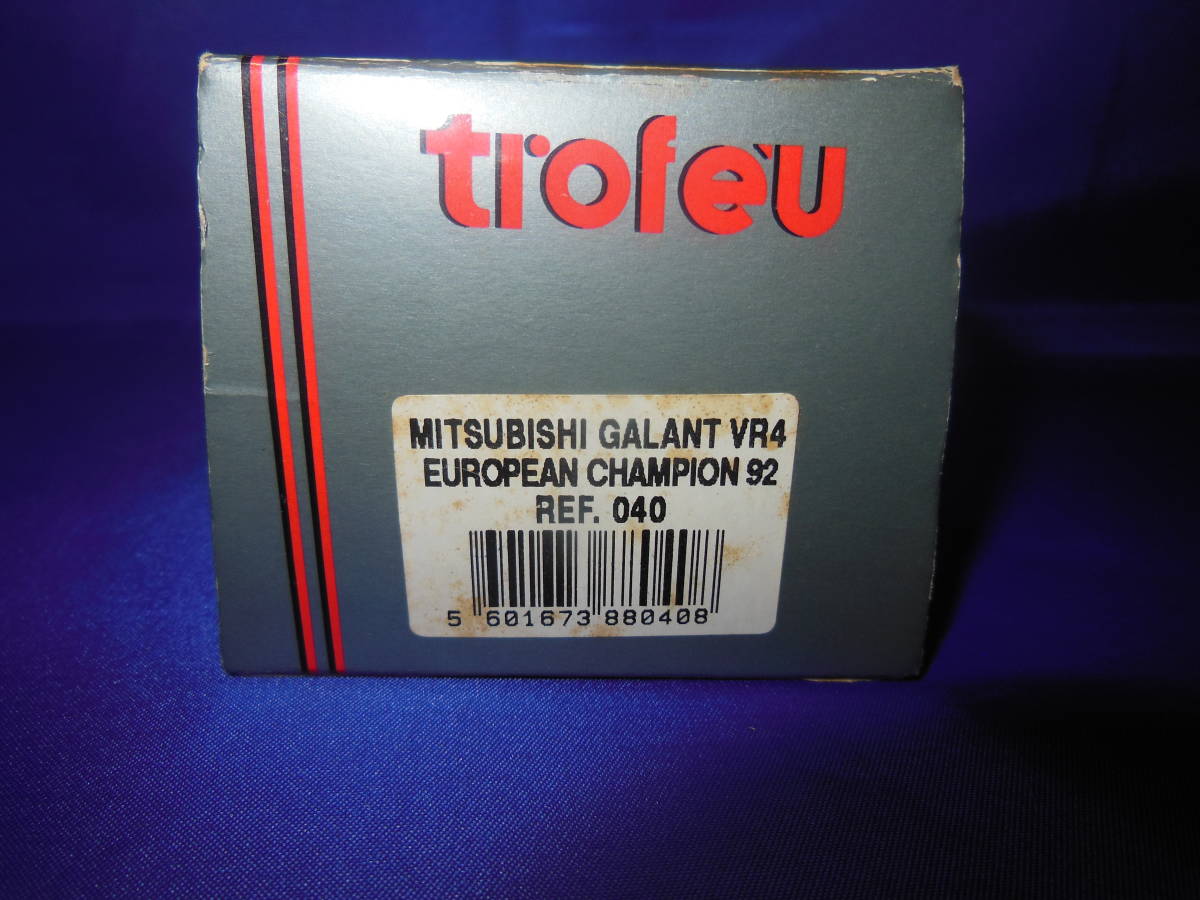 trofeu
MITSUBISHI GALANT VR4
EUROPEAN CHAMPION 92
REF. 040
5 601673 880408